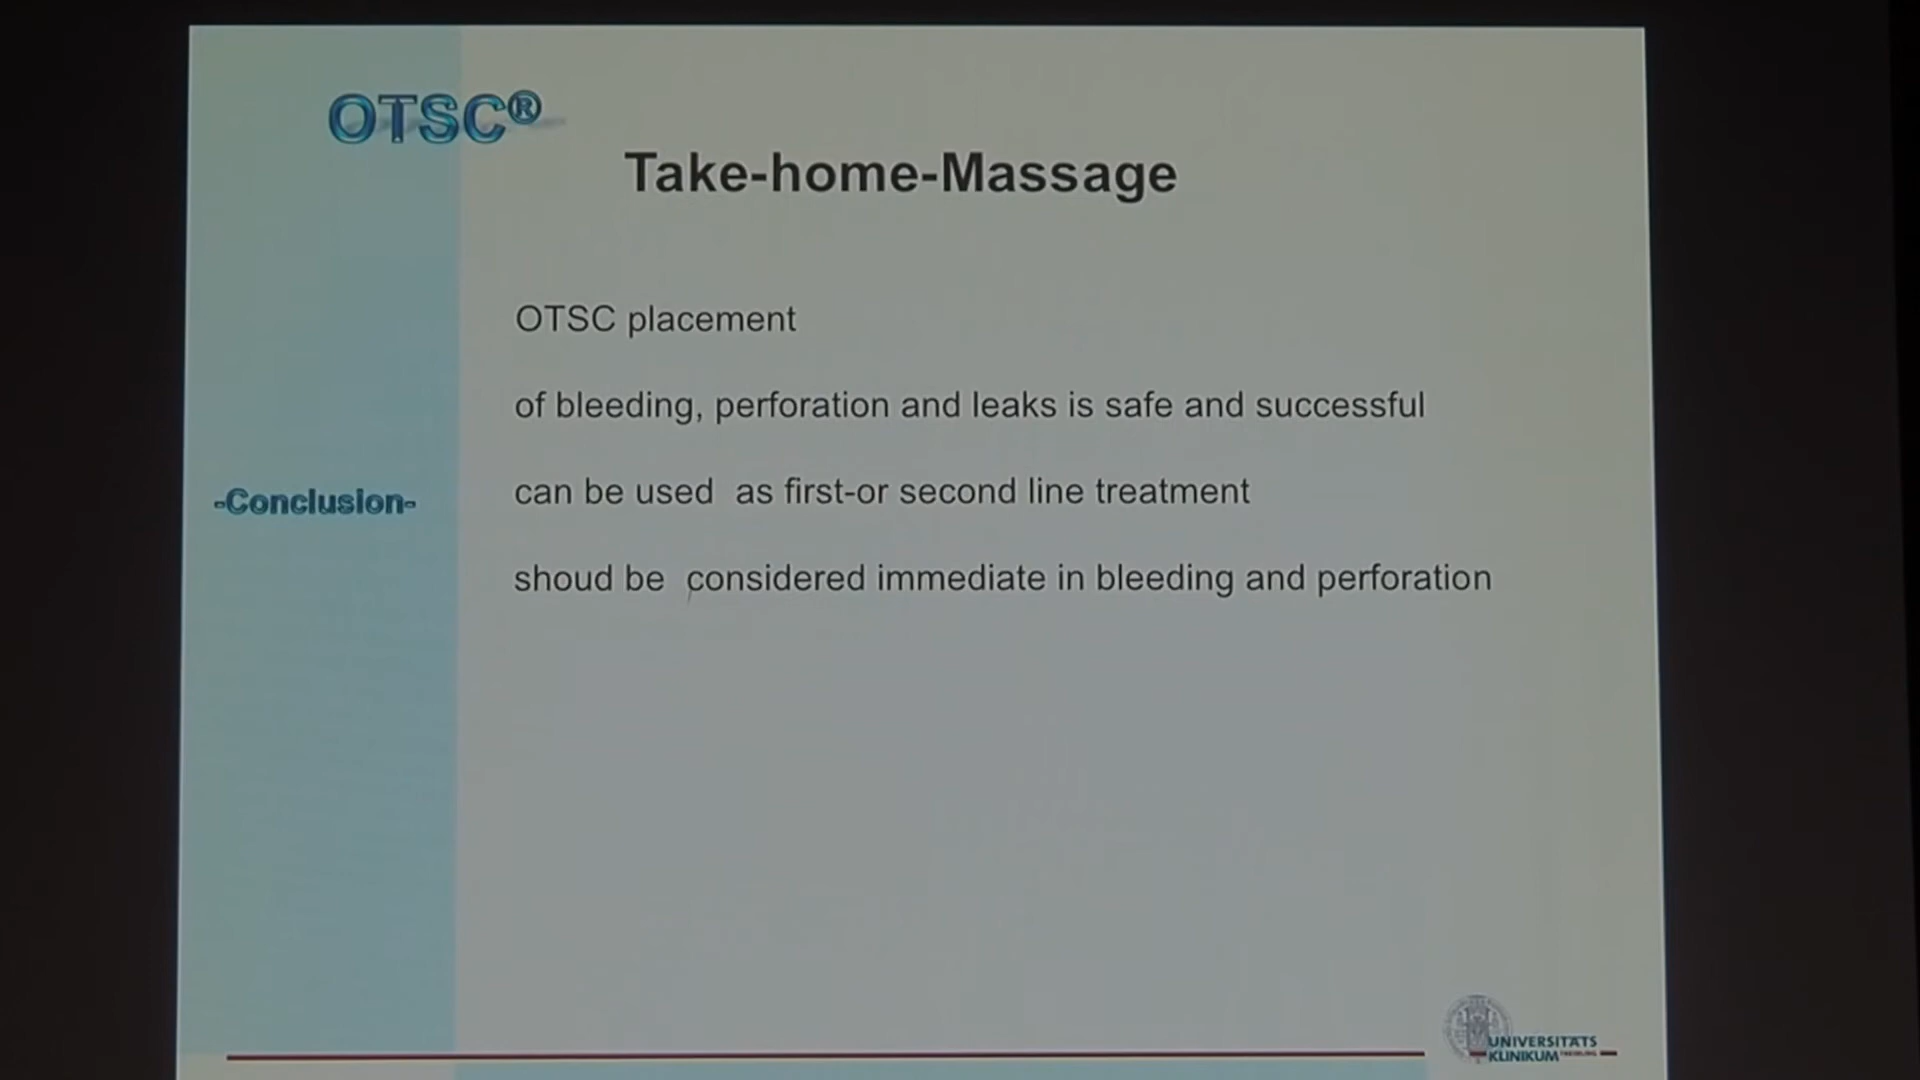 OTSC®
Take-home-Massage
OTSC placement
of bleeding, perforation and leaks is safe and successful
-Conclusion-
can be used as first-or second line treatment
shoud be considered immediate in bleeding and perforation
UNIVERSITÄTS
KLINIKUM